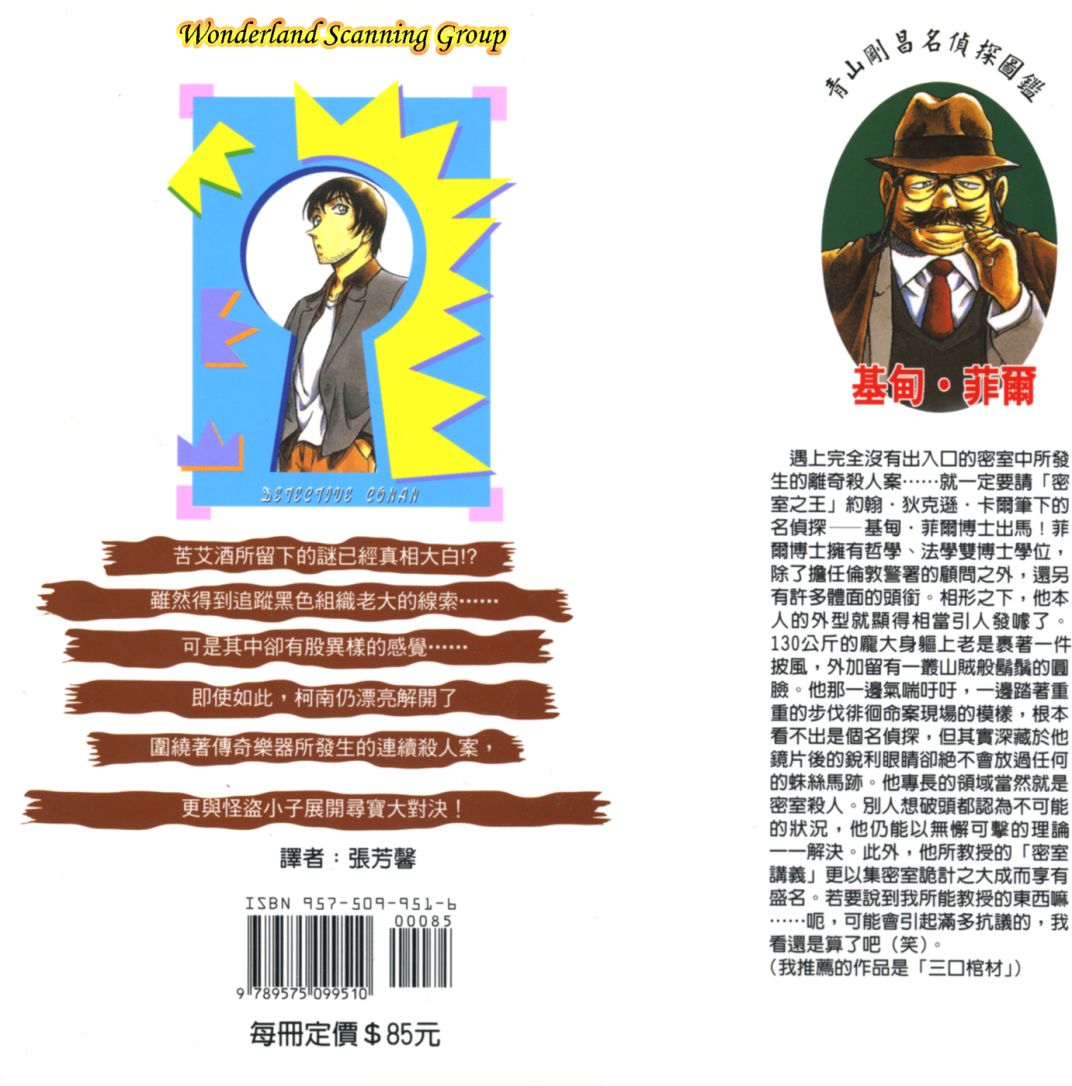 Wonderland Scanning Group
DETECTIVE CONAN
苦艾酒所留下的謎已經真相大白!?
雖然得到追蹤黑色組織老大的線索……
可是其中卻有股異樣的感覺……
即使如此，柯南仍漂亮解開了
圍繞著傳奇樂器所發生的連續殺人案，
更與怪盜小子展開尋寶大對決！
譯者：張芳馨
ISBN 957-509-951-6
00085
9 789575 099510
每冊定價＄85元
青山剛昌名偵探圖鑑
基甸・菲爾
遇上完全沒有出入口的密室中所發
生的離奇殺人案……就一定要請「密
室之王」約翰．狄克遜．卡爾筆下的
名偵探——基甸．菲爾博士出馬！菲
爾博士擁有哲學、法學雙博士學位，
除了擔任倫敦警署的顧問之外，還另
有許多體面的頭銜。相形之下，他本
人的外型就顯得相當引人發噱了。
130公斤的龐大身軀上老是裹著一件
披風，外加留有一叢山賊般鬍鬚的圓
臉。他那一邊氣喘吁吁，一邊踏著重
重的步伐徘徊命案現場的模樣，根本
看不出是個名偵探，但其實深藏於他
鏡片後的銳利眼睛卻絕不會放過任何
的蛛絲馬跡。他專長的領域當然就是
密室殺人。別人想破頭都認為不可能
的狀況，他仍能以無懈可擊的理論
一一解決。此外，他所教授的「密室
講義」更以集密室詭計之大成而享有
盛名。若要說到我所能教授的東西嘛
……呃，可能會引起滿多抗議的，我
看還是算了吧（笑）。
（我推薦的作品是「三口棺材」）